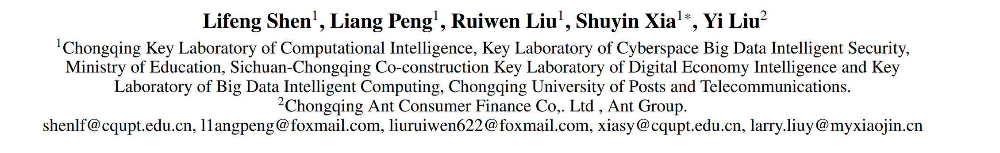 Lifeng Shen¹, Liang Peng¹, Ruiwen Liu¹, Shuyin Xia¹*, Yi Liu²
¹Chongqing Key Laboratory of Computational Intelligence, Key Laboratory of Cyberspace Big Data Intelligent Security,
Ministry of Education, Sichuan-Chongqing Co-construction Key Laboratory of Digital Economy Intelligence and Key
Laboratory of Big Data Intelligent Computing, Chongqing University of Posts and Telecommunications.
²Chongqing Ant Consumer Finance Co,. Ltd , Ant Group.
shenlf@cqupt.edu.cn, l1angpeng@foxmail.com, liuruiwen622@foxmail.com, xiasy@cqupt.edu.cn, larry.liuy@myxiaojin.cn